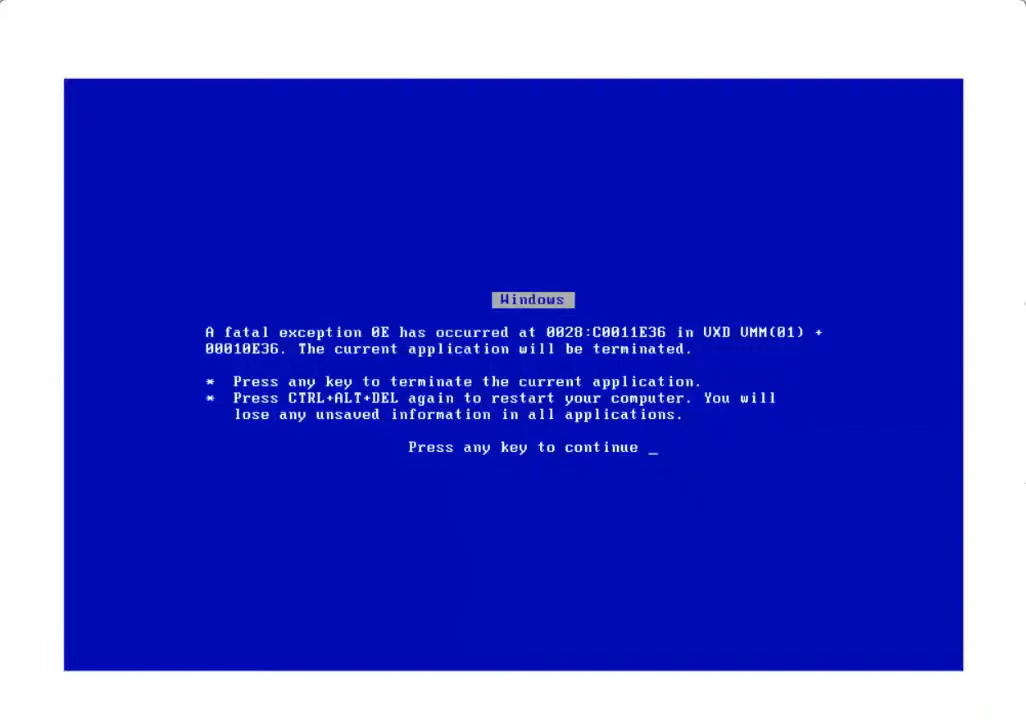 Windows
A fatal exception 0E has occurred at 0028:C0011E36 in VXD VMM(01) +
00010E36. The current application will be terminated.
* Press any key to terminate the current application.
* Press CTRL+ALT+DEL again to restart your computer. You will
lose any unsaved information in all applications.
Press any key to continue _